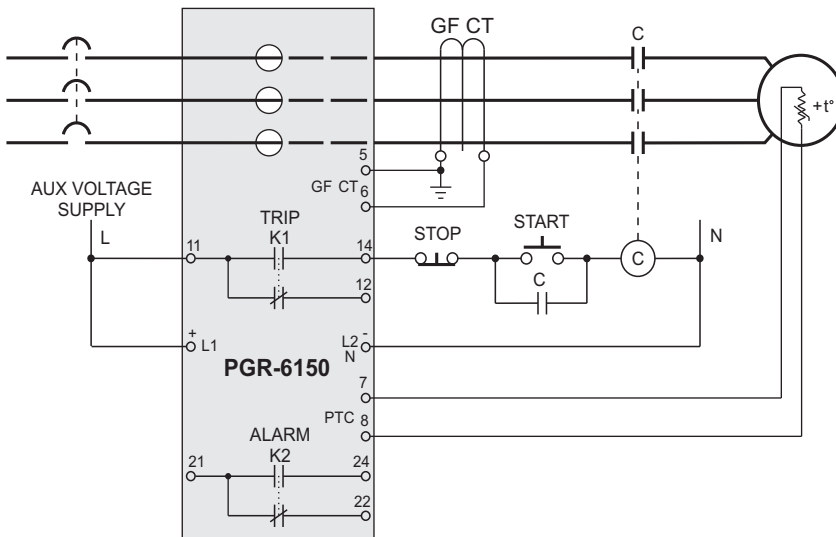 GF CT
C
+t°
5
GF CT 6
AUX VOLTAGE
SUPPLY
L
TRIP
K1
11
14
12
STOP
START
C
C
N
+
L1
-
L2
N
PGR-6150
7
PTC 8
ALARM
K2
21
24
22